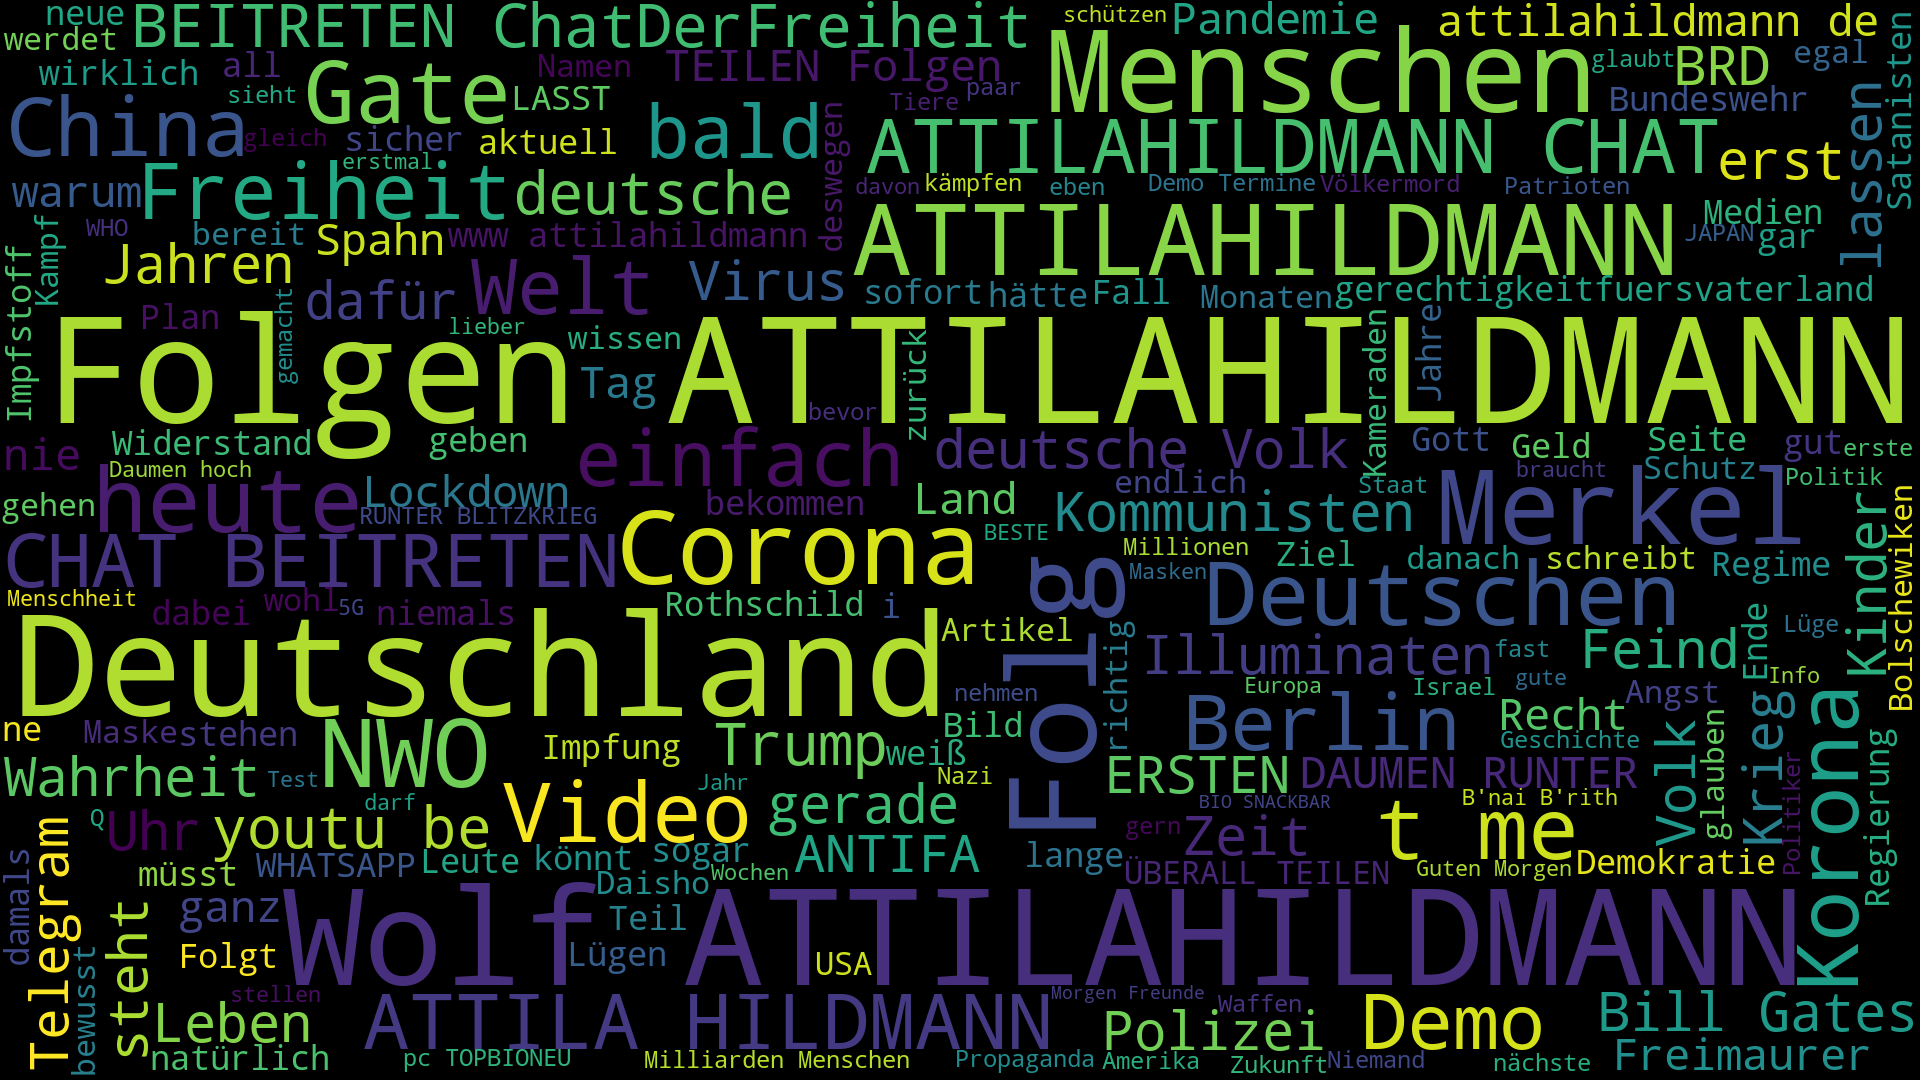 neue
BEITRETEN ChatDerFreiheit
schützen
Pandemie
attilahildmann de
werdet
wirklich
all
Gate
Namen
TEILEN Folgen
Menschen
glaubt
BRD
egal
Satanisten
sieht
LASST
Tiere
paar
Bundeswehr
China
gleich
sicher
aktuell
bald
deswegen
ATTILAHILDMANN CHAT
erst
lassen
erstmal
warum
Freiheit
deutsche
davon
kämpfen
eben
Demo Termine
Völkermord
Patrioten
WHO
bereit
Spahn
www attilahildmann
ATTILAHILDMANN
Medien
JAPAN
gar
Impfstoff
Kampf
Jahren
dafür
Welt
Virus
sofort
hätte
Fall
Monaten
gerechtigkeitfuersvaterland
Plan
gemacht
lieber
wissen
zurück
Kameraden
Jahre
Folgen ATTILAHILDMANN
Tag
bevor
nie
Widerstand
geben
einfach
deutsche Volk
Gott
Geld
Seite
gut
erste
Daumen hoch
heute
Lockdown
bekommen
endlich
Staat
Merkel
braucht
Schutz
Politik
gehen
RUNTER BLITZKRIEG
Land
Kommunisten
Kinder
Bolschewiken
CHAT BEITRETEN
Corona
BESTE
Millionen
Ziel
danach
schreibt
Regime
Masken
Folg
Deutschen
Menschheit
dabei
wohl
5G
niemals
Rothschild
i
Artikel
richtig
Illuminaten
fast
Feind
Ende
Lüge
Deutschland
nehmen
Europa
Israel
gute
Angst
Info
ne
Maske
stehen
NWO
Impfung
Trump
weiß
Bild
Berlin
Recht
Geschichte
Volk
glauben
Krieg
Korona
Regierung
Wahrheit
Test
Video
Jahr
Nazi
ERSTEN
DAUMEN RUNTER
Politiker
darf
gerade
BIO SNACKBAR
B'nai B'rith
Q
Uhr
youtu be
gern
Zeit
t me
damals
Telegram
müsst
WHATSAPP
Leute
könnt
sogar
ANTIFA
lange
ÜBERALL TEILEN
Guten Morgen
Demokratie
Daisho
Wochen
bewusst
steht
ganz
Wolf ATTILAHILDMANN
Teil
Folgt
Lügen
USA
stellen
Leben
ATTILA HILDMANN
Morgen Freunde
Waffen
Polizei
Demo
Bill Gates
natürlich
pc TOPBIONEU
Milliarden Menschen
Propaganda
Amerika
Zukunft
Niemand
nächste
Freimaurer